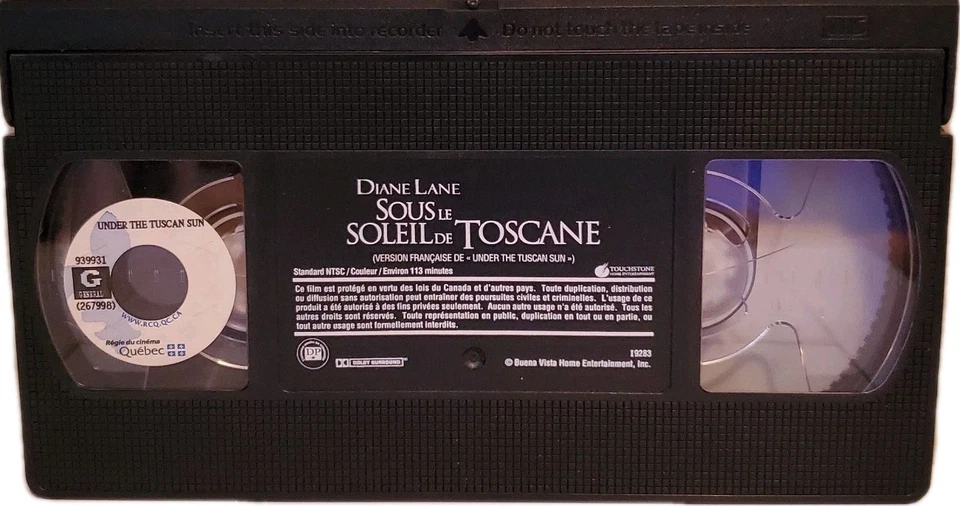 Insert this side into recorder Do not touch the tape inside
VHS
UNDER THE TUSCAN SUN
939931
G
GENERAL
(267998)
WWW.RCQ.QC.CA
Régie du cinéma
Québec
DIANE LANE
SOUS LE
SOLEIL DE TOSCANE
(VERSION FRANÇAISE DE « UNDER THE TUSCAN SUN »)
Standard NTSC / Couleur / Environ 113 minutes
TOUCHSTONE
HOME ENTERTAINMENT
Ce film est protégé en vertu des lois du Canada et d'autres pays. Toute duplication, distribution
ou diffusion sans autorisation peut entraîner des poursuites civiles et criminelles. L'usage de ce
produit a été autorisé à des fins privées seulement. Aucun autre usage n'a été autorisé. Tous les
autres droits sont réservés. Toute représentation en public, duplication en tout ou en partie, ou
tout autre usage sont formellement interdits.
DP
DOLBY SURROUND
19283
© Buena Vista Home Entertainment, Inc.